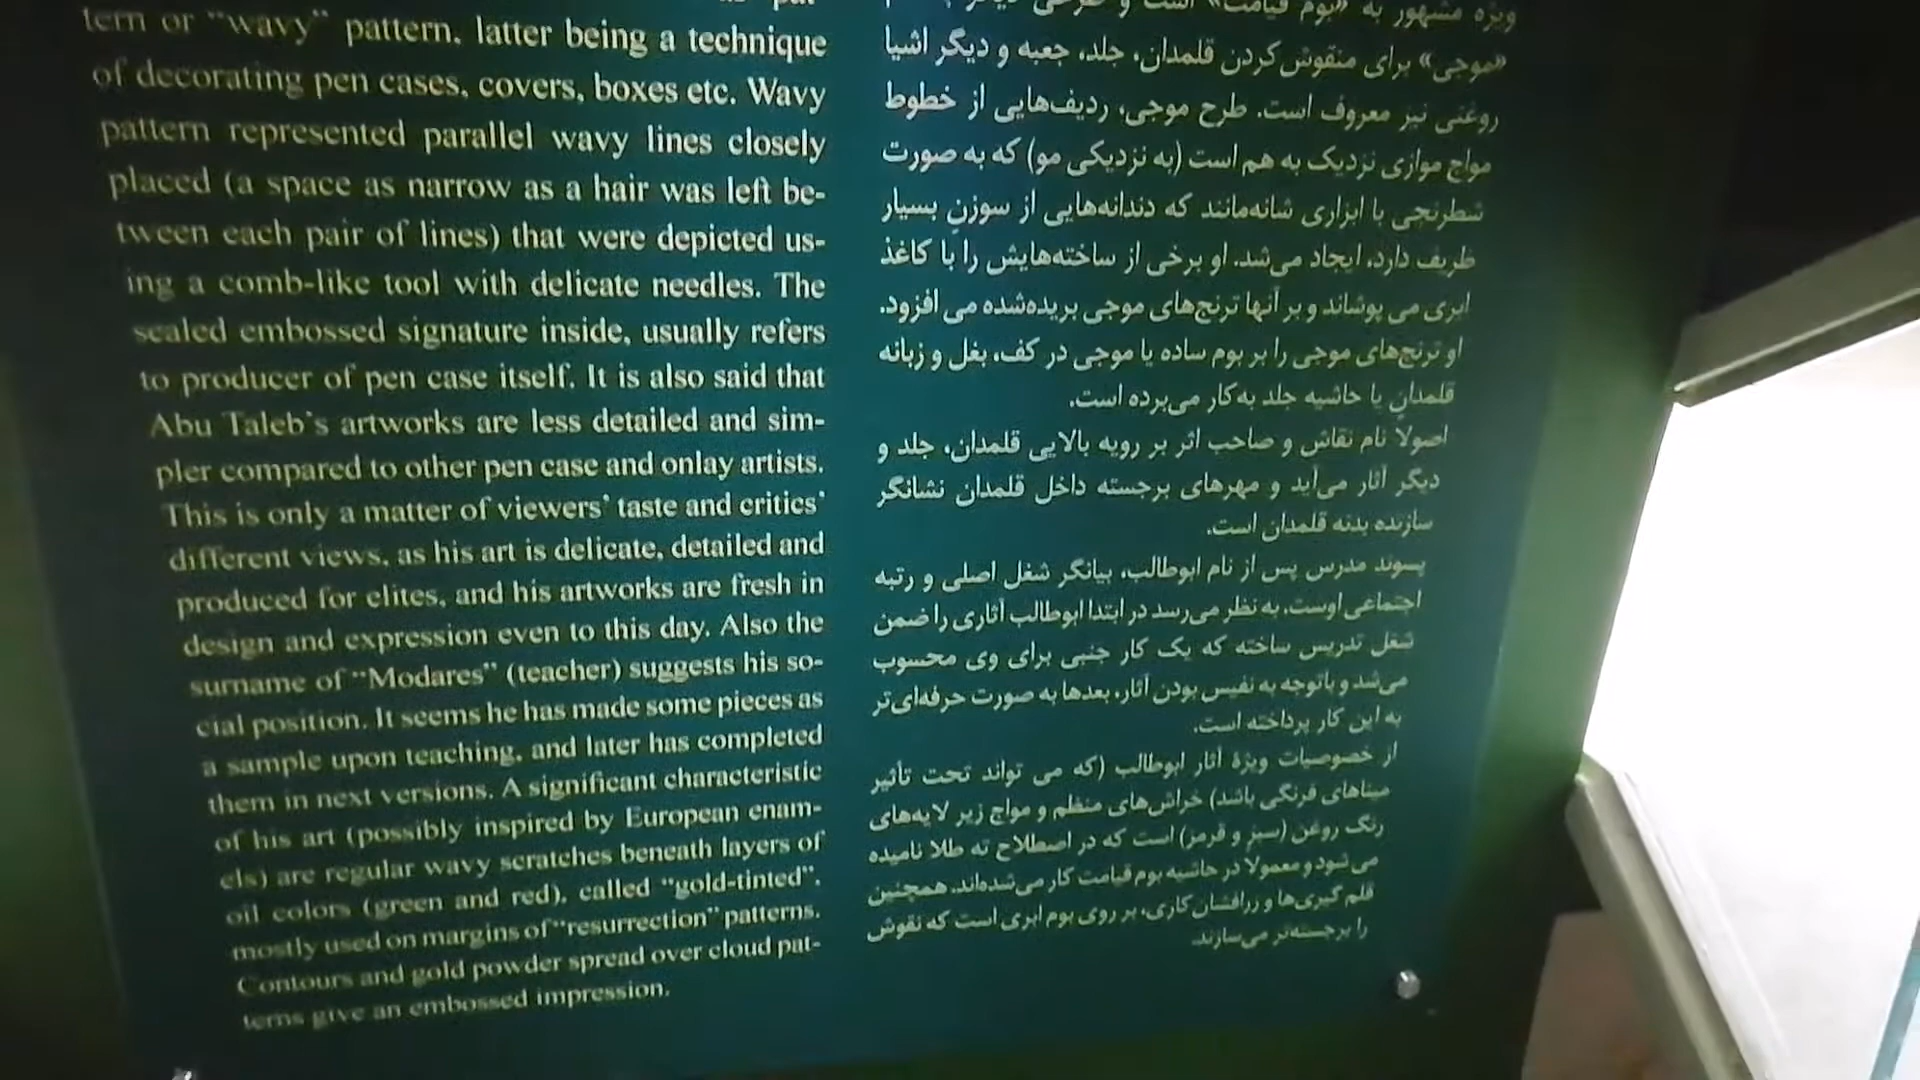 tern or “wavy” pattern. latter being a technique
of decorating pen cases, covers, boxes etc. Wavy
pattern represented parallel wavy lines closely
placed (a space as narrow as a hair was left be-
tween each pair of lines) that were depicted us-
ing a comb-like tool with delicate needles. The
sealed embossed signature inside, usually refers
to producer of pen case itself. It is also said that
Abu Taleb’s artworks are less detailed and sim-
pler compared to other pen case and onlay artists.
This is only a matter of viewers’ taste and critics’
different views, as his art is delicate, detailed and
produced for elites, and his artworks are fresh in
design and expression even to this day. Also the
surname of “Modares” (teacher) suggests his so-
cial position. It seems he has made some pieces as
a sample upon teaching, and later has completed
them in next versions. A significant characteristic
of his art (possibly inspired by European enam-
els) are regular wavy scratches beneath layers of
oil colors (green and red), called “gold-tinted”,
mostly used on margins of “resurrection” patterns.
Contours and gold powder spread over cloud pat-
terns give an embossed impression.
ویژه مشهور به «بوم قیامت» است و طرحی دیگر
«موجی» برای منقوش‌کردن قلمدان، جلد، جعبه و دیگر اشیا
روغنی نیز معروف است. طرح موجی، ردیف‌هایی از خطوط
مواج موازی نزدیک به هم است (به نزدیکی مو) که به صورت
شطرنجی با ابزاری شانه‌مانند که دندانه‌هایی از سوزنِ بسیار
ظریف دارد، ایجاد می‌شد. او برخی از ساخته‌هایش را با کاغذ
ابری می پوشاند و بر آنها ترنج‌های موجی بریده‌شده می افزود.
او ترنج‌های موجی را بر بوم ساده یا موجی در کف، بغل و زبانه
قلمدانِ یا حاشیه جلد به‌کار می‌برده است.
اصولا نام نقاش و صاحب اثر بر رویه بالایی قلمدان، جلد و
دیگر آثار می‌آید و مهرهای برجسته داخل قلمدان نشانگر
سازنده بدنه قلمدان است.
پسوند مدرس پس از نام ابوطالب، بیانگر شغل اصلی و رتبه
اجتماعی اوست. به نظر می‌رسد در ابتدا ابوطالب آثاری را ضمن
شغل تدریس ساخته که یک کار جنبی برای وی محسوب
می‌شد و باتوجه به نفیس بودن آثار، بعدها به صورت حرفه‌ای‌تر
به این کار پرداخته است.
از خصوصیات ویژهٔ آثار ابوطالب (که می تواند تحت تأثیر
میناهای فرنگی باشد) خراش‌های منظم و مواج زیر لایه‌های
رنگ روغن (سبز و قرمز) است که در اصطلاح ته طلا نامیده
می شود و معمولاً در حاشیه بوم قیامت کار می‌شده‌اند. همچنین
قلم گیری‌ها و زرافشان‌کاری، بر روی بوم ابری است که نقوش
را برجسته‌تر می‌سازند.